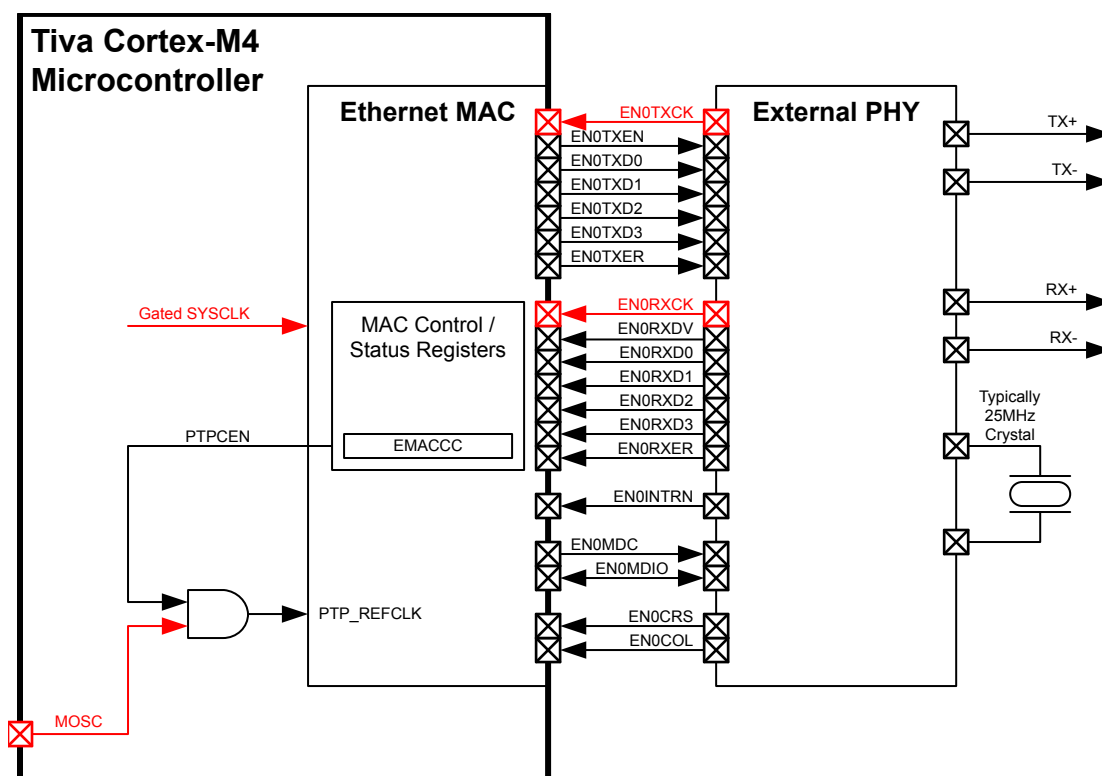 Tiva Cortex-M4
Microcontroller
Ethernet MAC
External PHY
EN0TXCK
EN0TXEN
EN0TXD0
EN0TXD1
EN0TXD2
EN0TXD3
EN0TXER
TX+
TX-
Gated SYSCLK
MAC Control /
Status Registers
EMACCC
EN0RXCK
EN0RXDV
EN0RXD0
EN0RXD1
EN0RXD2
EN0RXD3
EN0RXER
RX+
RX-
Typically
25MHz
Crystal
PTPCEN
EN0INTRN
EN0MDC
EN0MDIO
PTP_REFCLK
EN0CRS
EN0COL
MOSC